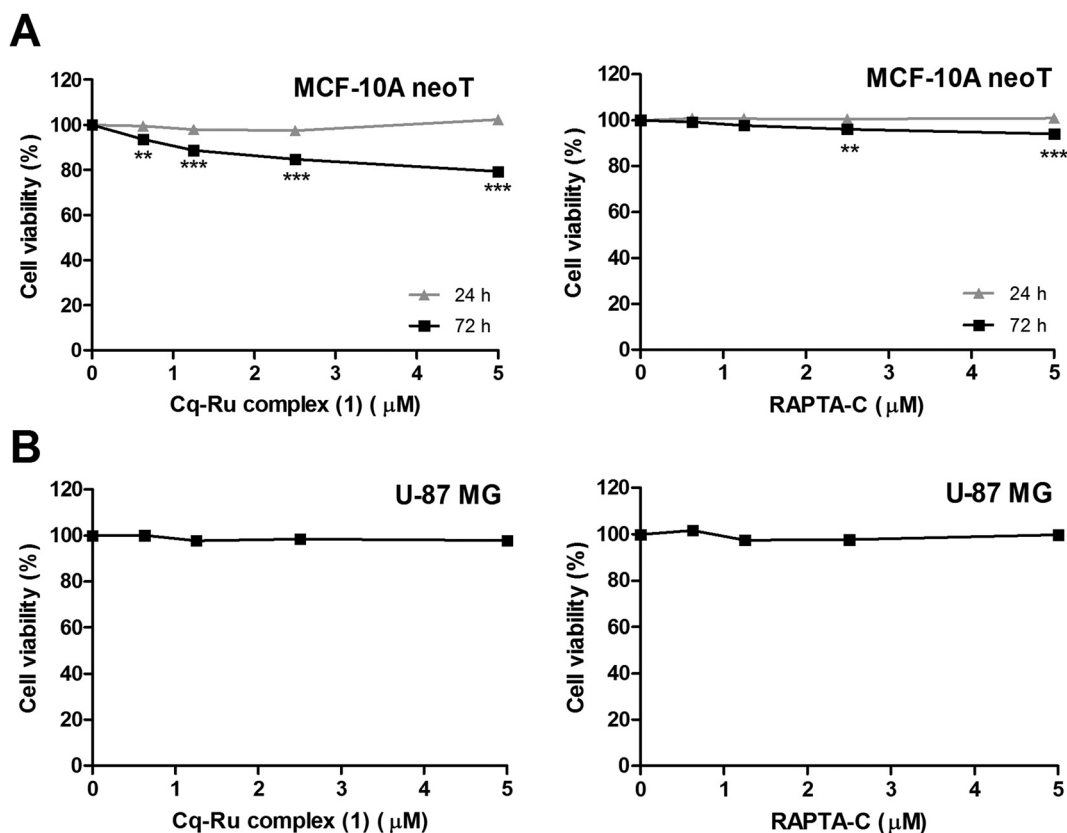 A
MCF-10A neoT
Cell viability (%)
120
100
80
60
40
20
0
**
***
***
***
24 h
72 h
0 1 2 3 4 5
Cq-Ru complex (1) ( μM)
MCF-10A neoT
Cell viability (%)
120
100
80
60
40
20
0
**
***
24 h
72 h
0 1 2 3 4 5
RAPTA-C (μM)
B
U-87 MG
Cell viability (%)
120
100
80
60
40
20
0
0 1 2 3 4 5
Cq-Ru complex (1) ( μM)
U-87 MG
Cell viability (%)
120
100
80
60
40
20
0
0 1 2 3 4 5
RAPTA-C (μM)